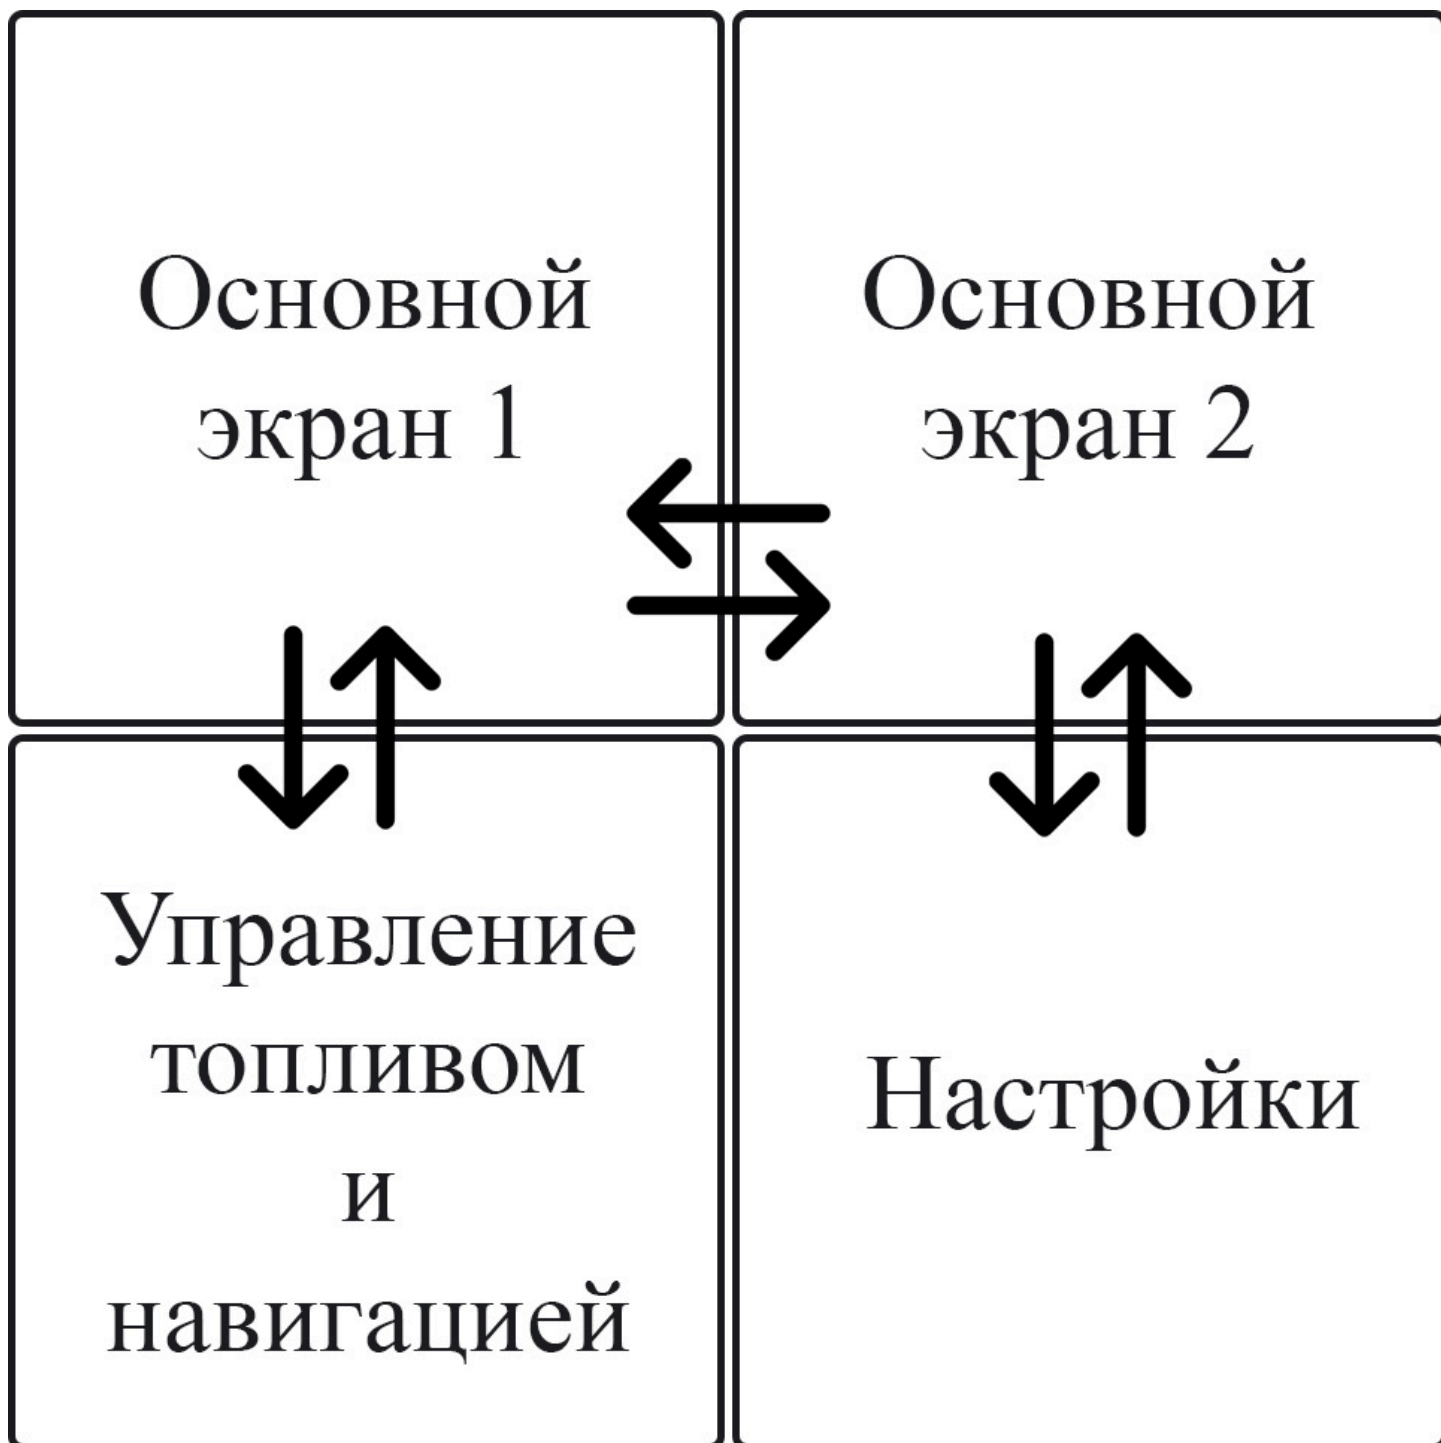 Основной
экран 1
Основной
экран 2
Управление
топливом
и
навигацией
Настройки